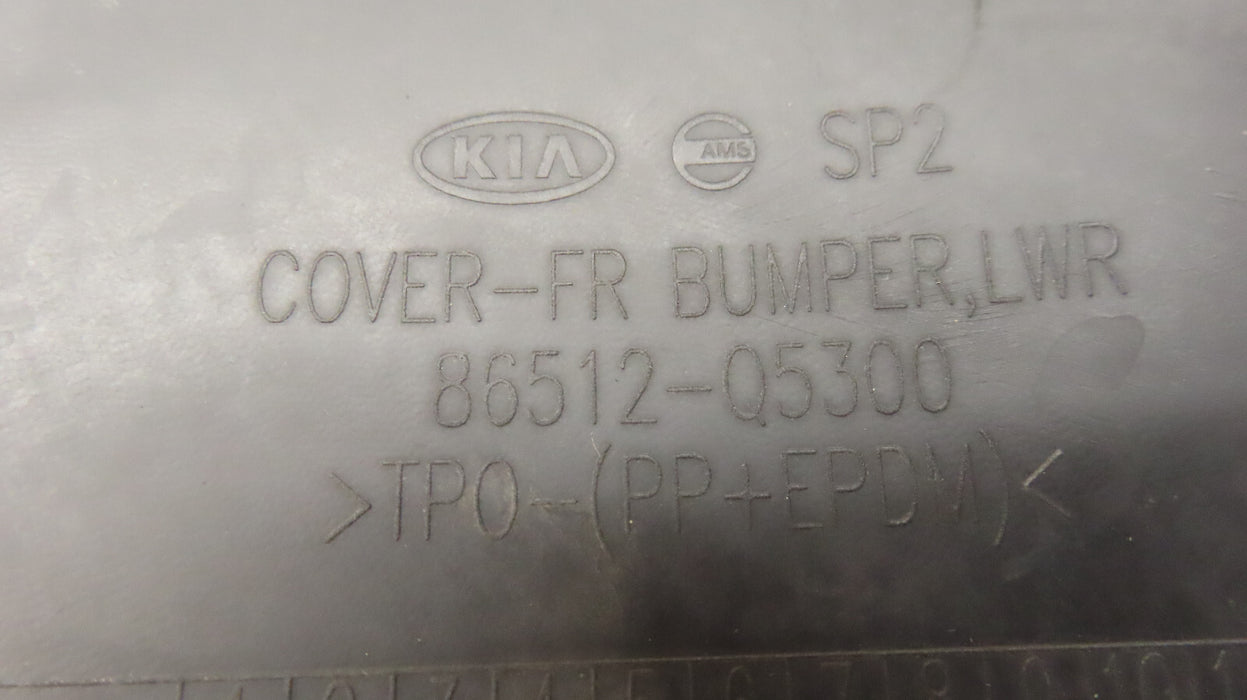 KIA AMS SP2
COVER-FR BUMPER,LWR
86512-Q5300
>TPO-(PP+EPDM)<